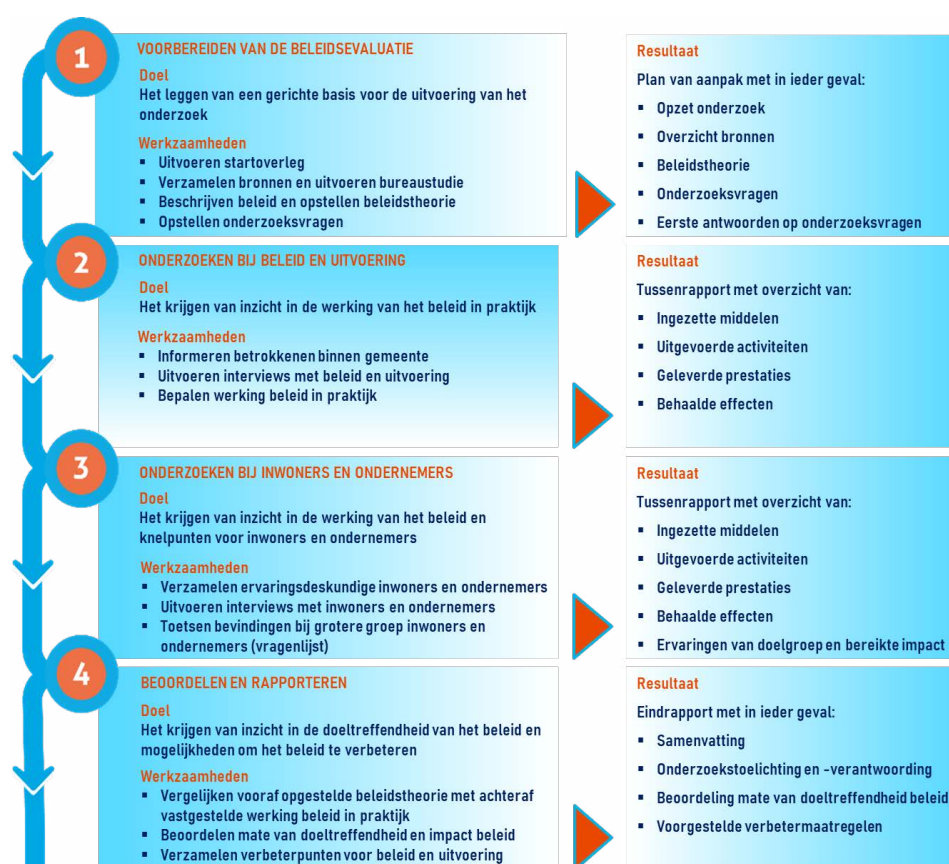 1
VOORBEREIDEN VAN DE BELEIDSEVALUATIE
Doel
Het leggen van een gerichte basis voor de uitvoering van het
onderzoek
Werkzaamheden
▪ Uitvoeren startoverleg
▪ Verzamelen bronnen en uitvoeren bureaustudie
▪ Beschrijven beleid en opstellen beleidstheorie
▪ Opstellen onderzoeksvragen
Resultaat
Plan van aanpak met in ieder geval:
▪ Opzet onderzoek
▪ Overzicht bronnen
▪ Beleidstheorie
▪ Onderzoeksvragen
▪ Eerste antwoorden op onderzoeksvragen
2
ONDERZOEKEN BIJ BELEID EN UITVOERING
Doel
Het krijgen van inzicht in de werking van het beleid in praktijk
Werkzaamheden
▪ Informeren betrokkenen binnen gemeente
▪ Uitvoeren interviews met beleid en uitvoering
▪ Bepalen werking beleid in praktijk
Resultaat
Tussenrapport met overzicht van:
▪ Ingezette middelen
▪ Uitgevoerde activiteiten
▪ Geleverde prestaties
▪ Behaalde effecten
3
ONDERZOEKEN BIJ INWONERS EN ONDERNEMERS
Doel
Het krijgen van inzicht in de werking van het beleid en
knelpunten voor inwoners en ondernemers
Werkzaamheden
▪ Verzamelen ervaringsdeskundige inwoners en ondernemers
▪ Uitvoeren interviews met inwoners en ondernemers
▪ Toetsen bevindingen bij grotere groep inwoners en
ondernemers (vragenlijst)
Resultaat
Tussenrapport met overzicht van:
▪ Ingezette middelen
▪ Uitgevoerde activiteiten
▪ Geleverde prestaties
▪ Behaalde effecten
▪ Ervaringen van doelgroep en bereikte impact
4
BEOORDELEN EN RAPPORTEREN
Doel
Het krijgen van inzicht in de doeltreffendheid van het beleid en
mogelijkheden om het beleid te verbeteren
Werkzaamheden
▪ Vergelijken vooraf opgestelde beleidstheorie met achteraf
vastgestelde werking beleid in praktijk
▪ Beoordelen mate van doeltreffendheid en impact beleid
▪ Verzamelen verbeterpunten voor beleid en uitvoering
Resultaat
Eindrapport met in ieder geval:
▪ Samenvatting
▪ Onderzoekstoelichting en -verantwoording
▪ Beoordeling mate van doeltreffendheid beleid
▪ Voorgestelde verbetermaatregelen